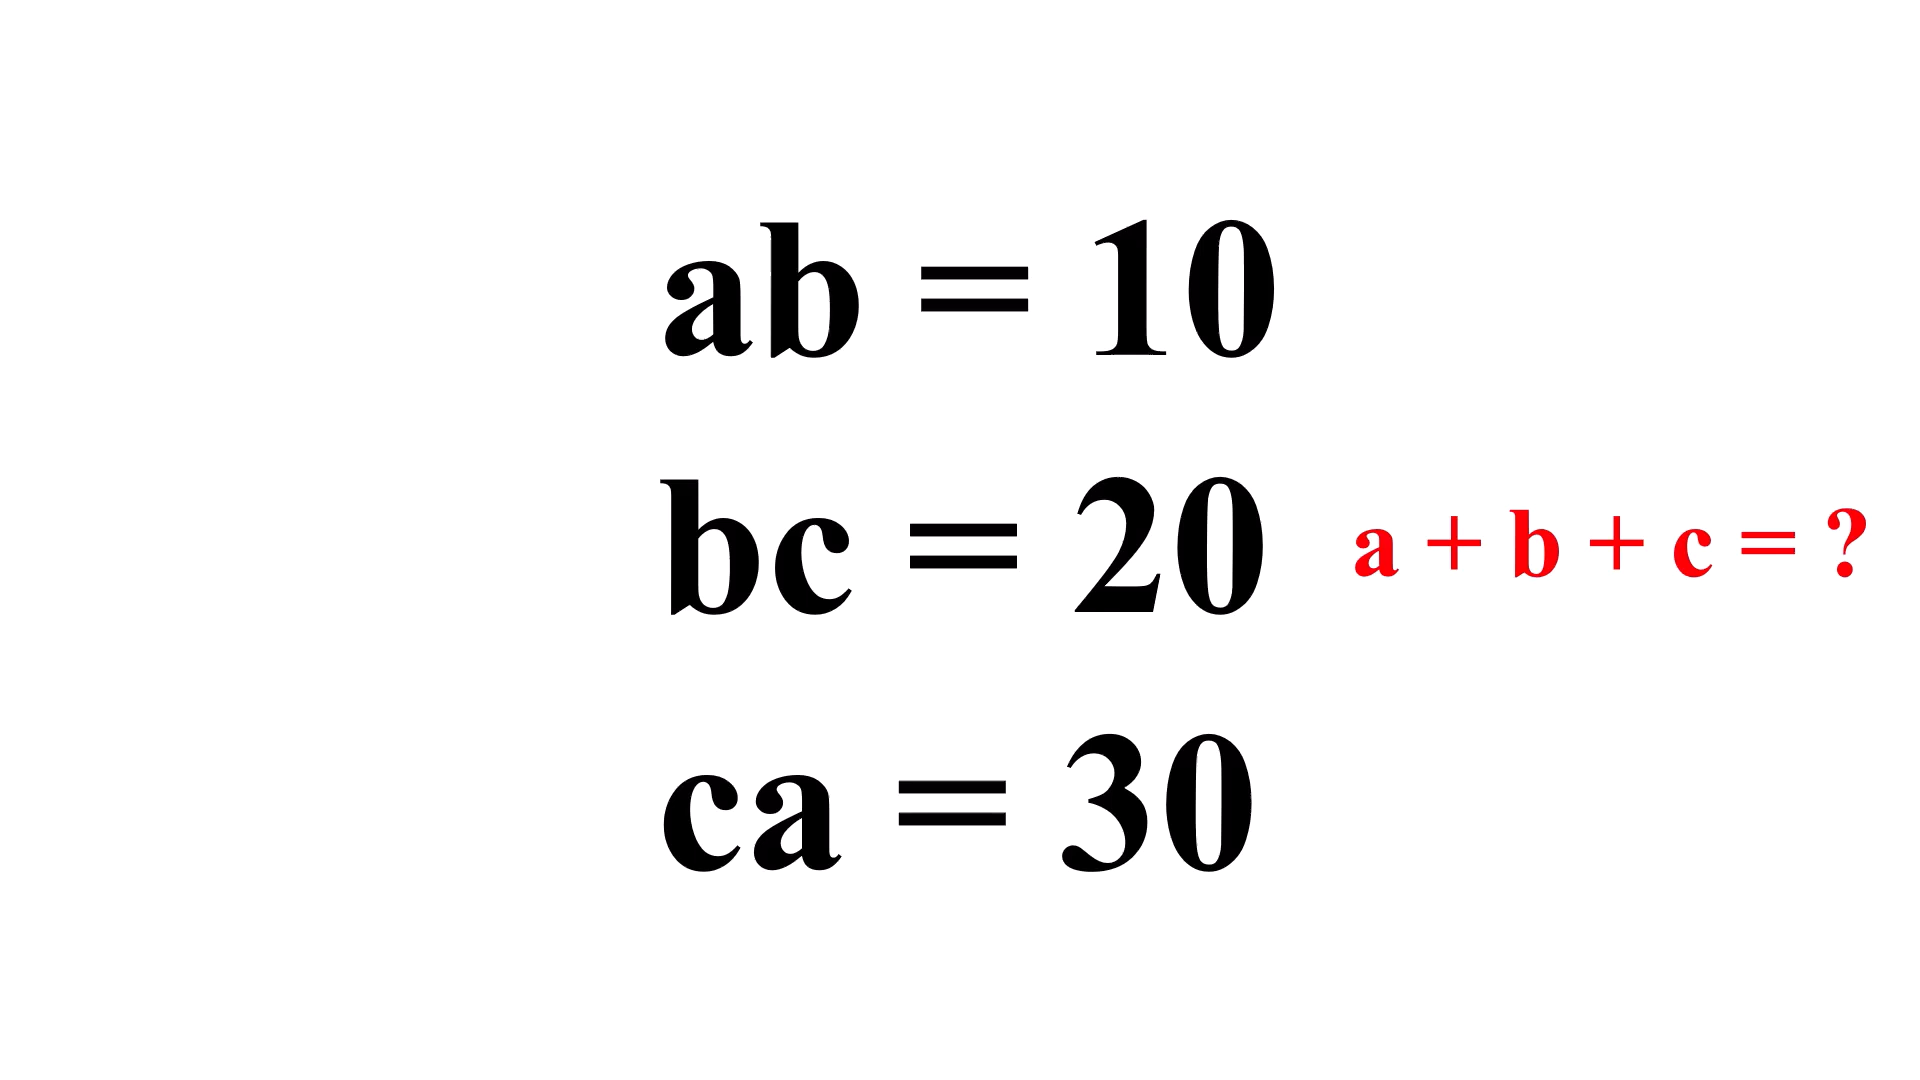 ab = 10
bc = 20
a + b + c = ?
ca = 30